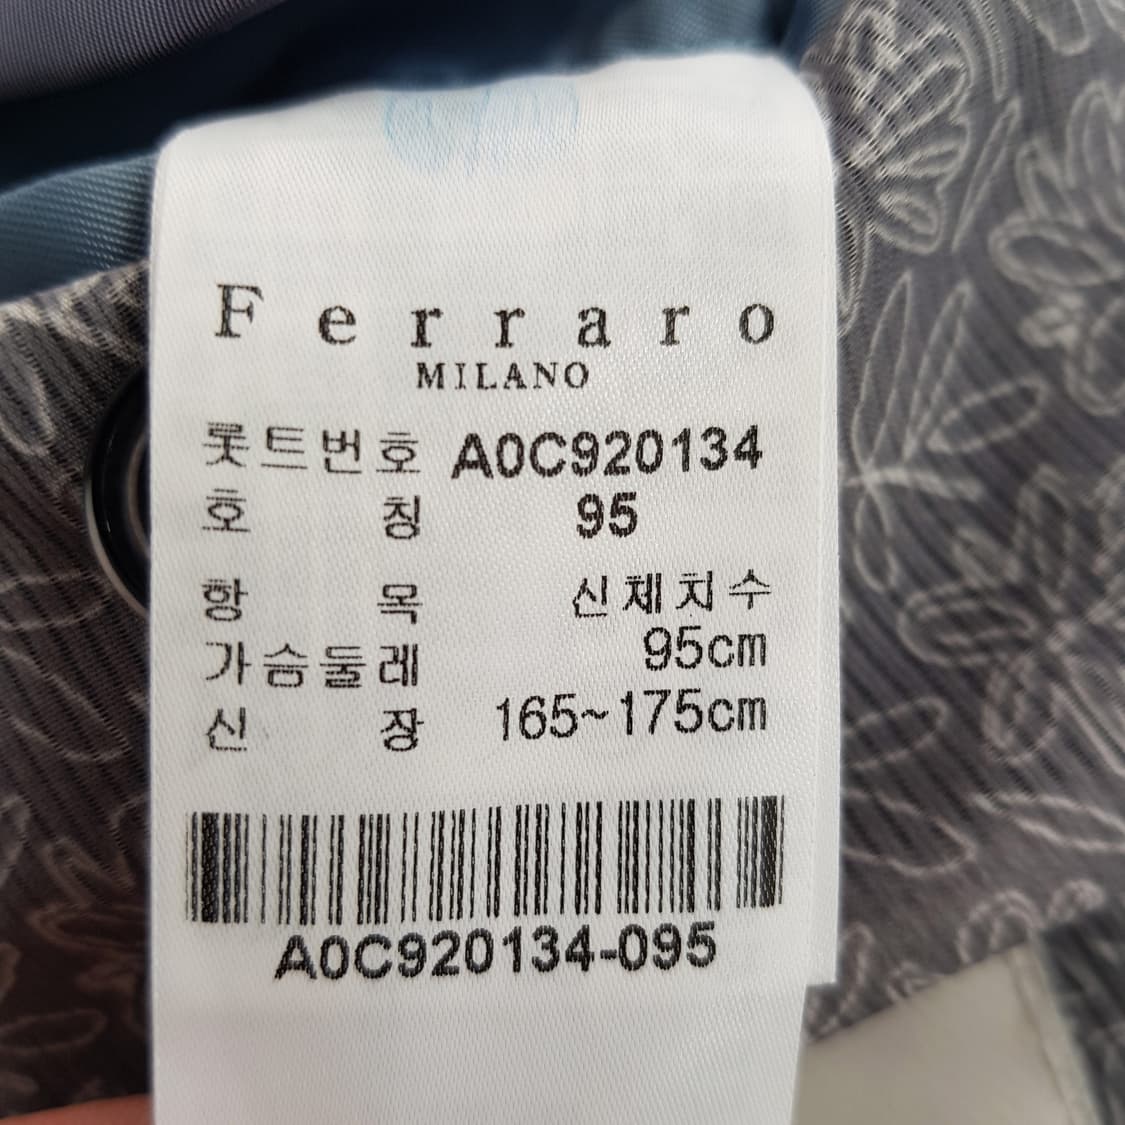 Ferraro
MILANO
롯트번호 A0C920134
호칭 95
항목 신체치수
가슴둘레 95cm
신장 165~175cm
A0C920134-095